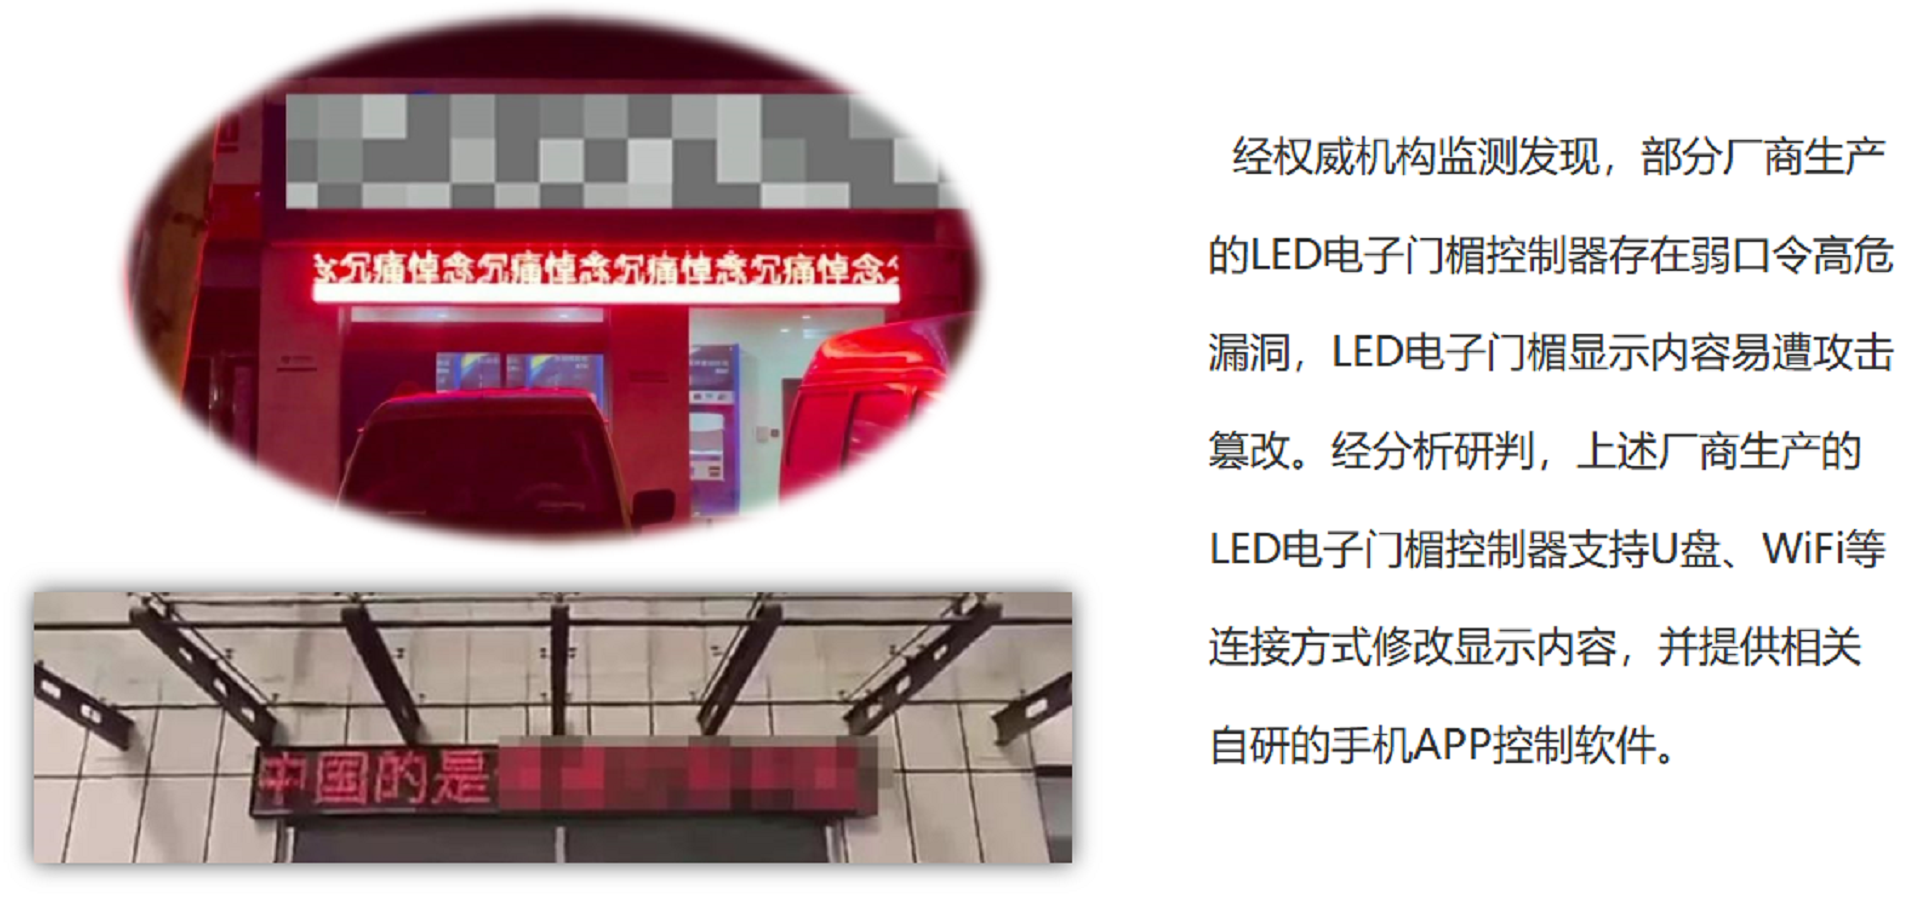 沉痛悼念沉痛悼念沉痛悼念沉痛悼念
中国的是
经权威机构监测发现，部分厂商生产
的LED电子门楣控制器存在弱口令高危
漏洞，LED电子门楣显示内容易遭攻击
篡改。经分析研判，上述厂商生产的
LED电子门楣控制器支持U盘、WiFi等
连接方式修改显示内容，并提供相关
自研的手机APP控制软件。